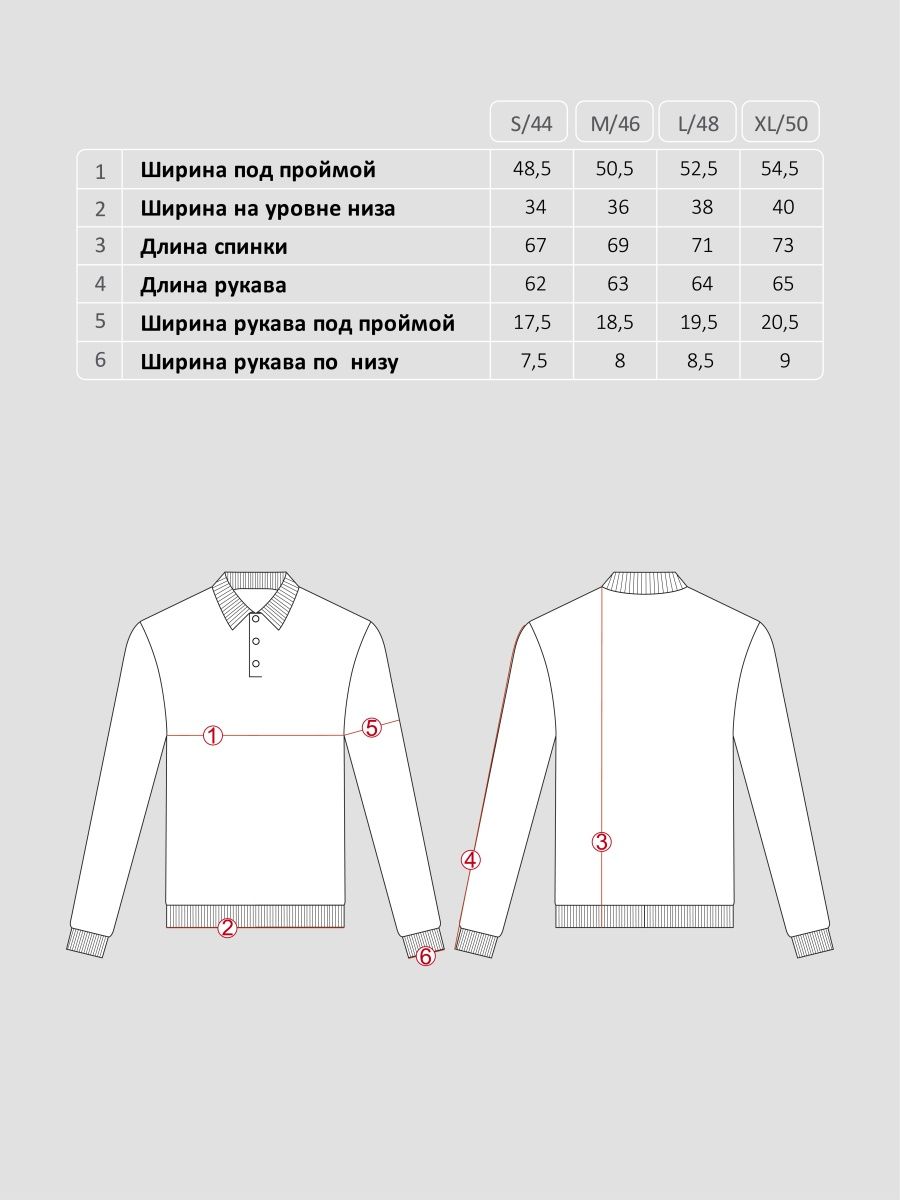 S/44 M/46 L/48 XL/50
1 Ширина под проймой 48,5 50,5 52,5 54,5
2 Ширина на уровне низа 34 36 38 40
3 Длина спинки 67 69 71 73
4 Длина рукава 62 63 64 65
5 Ширина рукава под проймой 17,5 18,5 19,5 20,5
6 Ширина рукава по низу 7,5 8 8,5 9
1
5
2
6
4
3